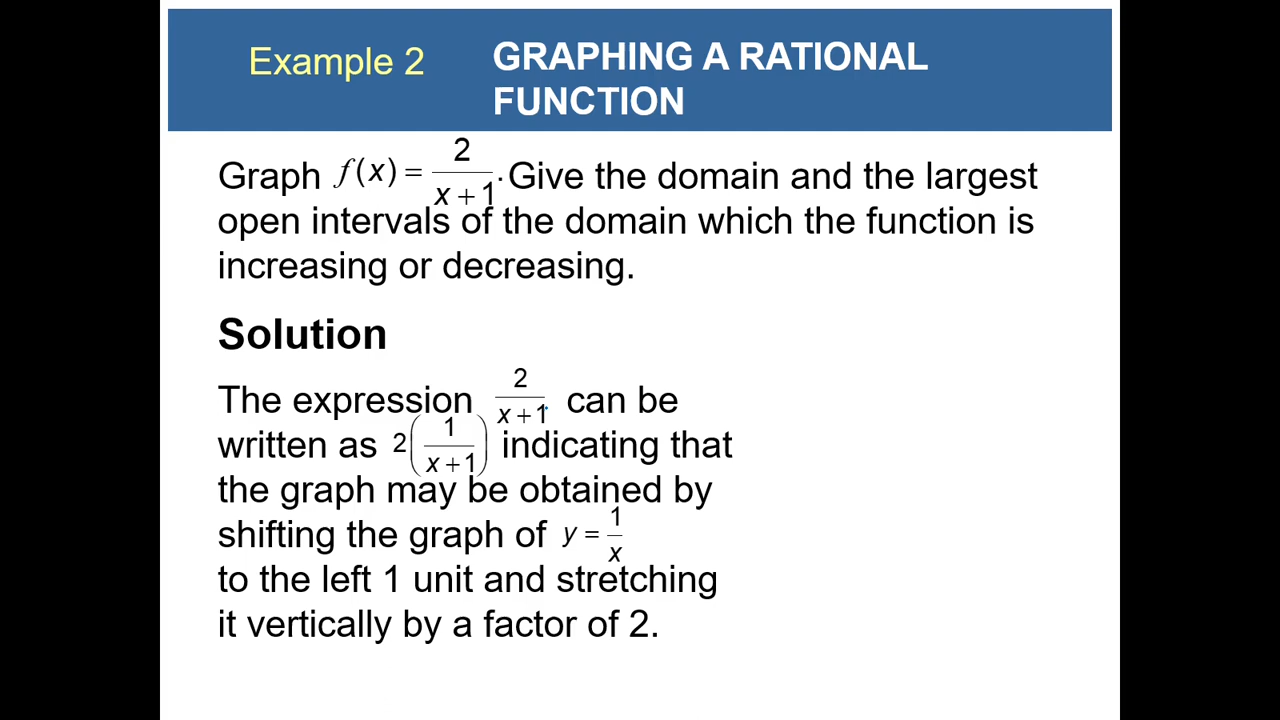 Example 2
GRAPHING A RATIONAL
FUNCTION
Graph f(x) = 2/(x + 1). Give the domain and the largest
open intervals of the domain which the function is
increasing or decreasing.
Solution
The expression 2/(x + 1) can be
written as 2(1/(x + 1)) indicating that
the graph may be obtained by
shifting the graph of y = 1/x
to the left 1 unit and stretching
it vertically by a factor of 2.